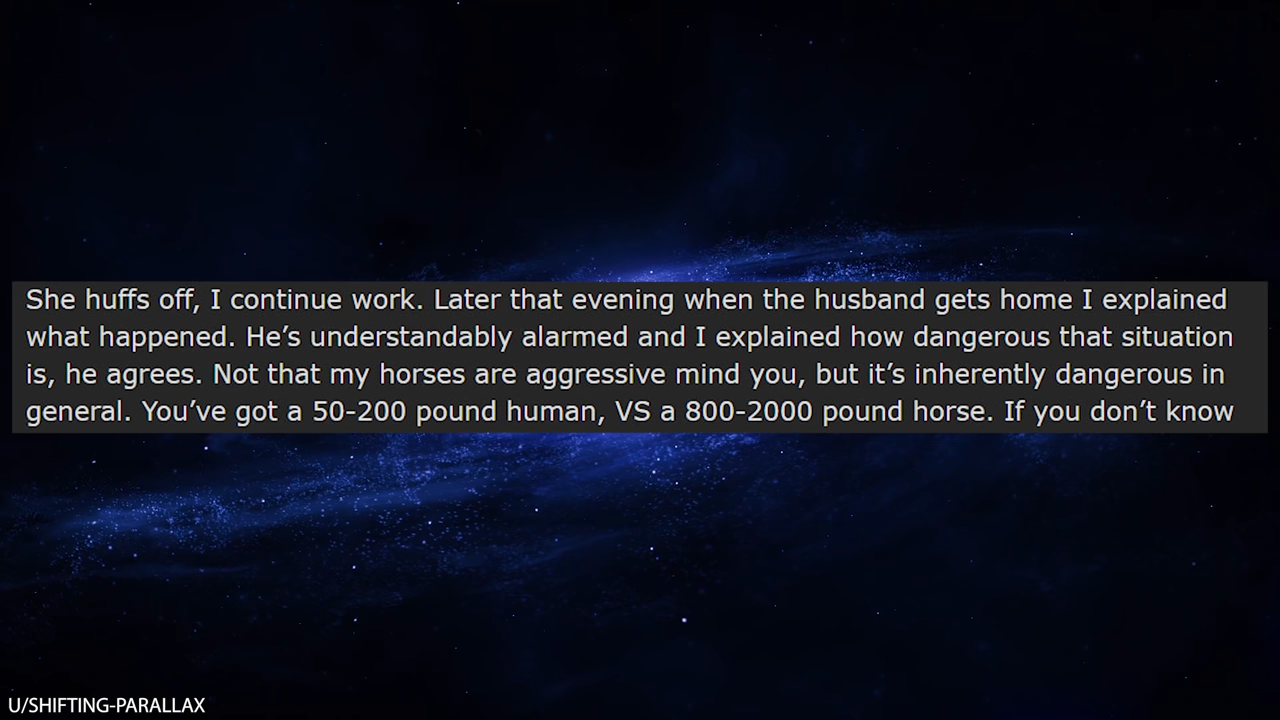 She huffs off, I continue work. Later that evening when the husband gets home I explained
what happened. He’s understandably alarmed and I explained how dangerous that situation
is, he agrees. Not that my horses are aggressive mind you, but it’s inherently dangerous in
general. You’ve got a 50-200 pound human, VS a 800-2000 pound horse. If you don’t know
U/SHIFTING-PARALLAX